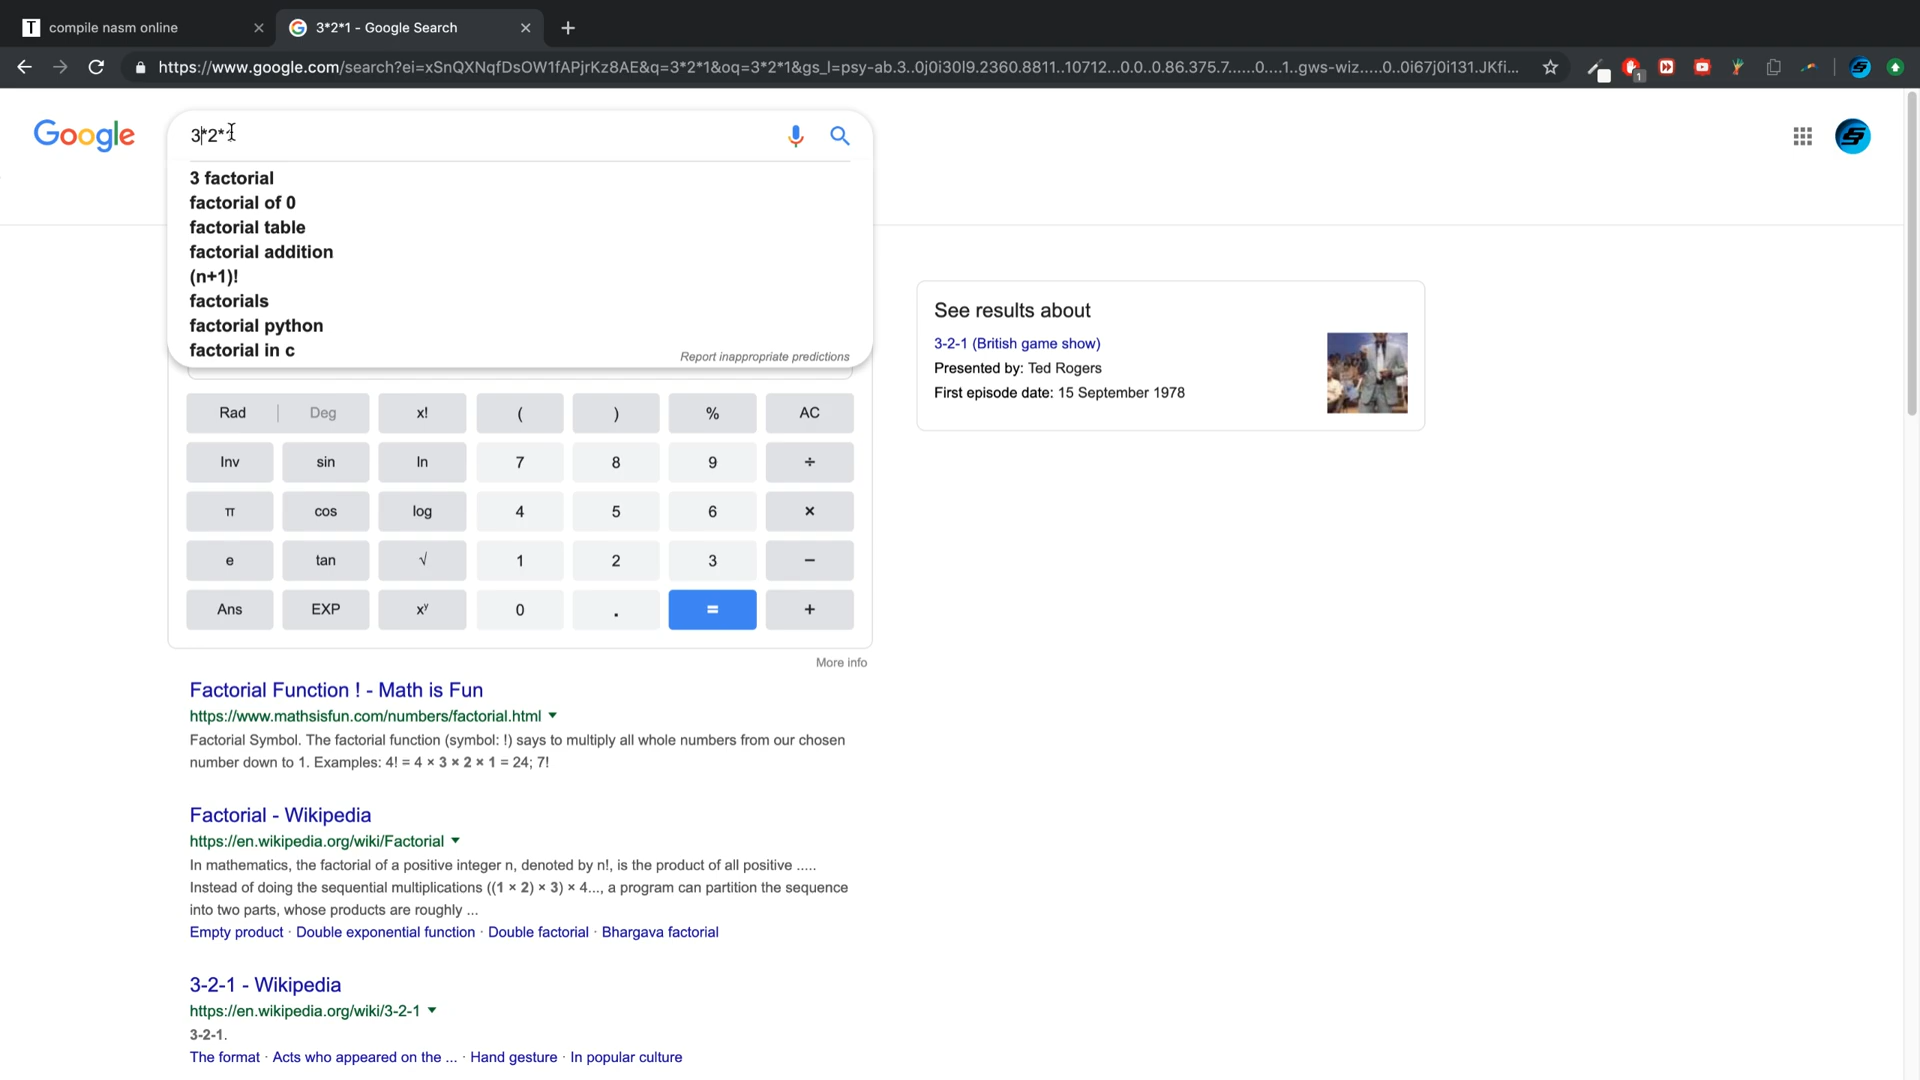 T compile nasm online
3*2*1 - Google Search
https://www.google.com/search?ei=xSnQXNqfDsOW1fAPjrKz8AE&q=3*2*1&oq=3*2*1&gs_l=psy-ab.3..0j0i30l9.2360.8811..10712...0.0..0.86.375.7......0....1..gws-wiz.....0..0i67j0i131.JKfi...
1
Google
3*2*1
3 factorial
factorial of 0
factorial table
factorial addition
(n+1)!
factorials
factorial python
factorial in c
Report inappropriate predictions
See results about
3-2-1 (British game show)
Presented by: Ted Rogers
First episode date: 15 September 1978
Rad | Deg x! ( ) % AC
Inv sin ln 7 8 9 ÷
π cos log 4 5 6 ×
e tan √ 1 2 3 −
Ans EXP xʸ 0 . = +
More info
Factorial Function ! - Math is Fun
https://www.mathsisfun.com/numbers/factorial.html
Factorial Symbol. The factorial function (symbol: !) says to multiply all whole numbers from our chosen
number down to 1. Examples: 4! = 4 × 3 × 2 × 1 = 24; 7!
Factorial - Wikipedia
https://en.wikipedia.org/wiki/Factorial
In mathematics, the factorial of a positive integer n, denoted by n!, is the product of all positive .....
Instead of doing the sequential multiplications ((1 × 2) × 3) × 4..., a program can partition the sequence
into two parts, whose products are roughly ...
Empty product · Double exponential function · Double factorial · Bhargava factorial
3-2-1 - Wikipedia
https://en.wikipedia.org/wiki/3-2-1
3-2-1.
The format · Acts who appeared on the ... · Hand gesture · In popular culture